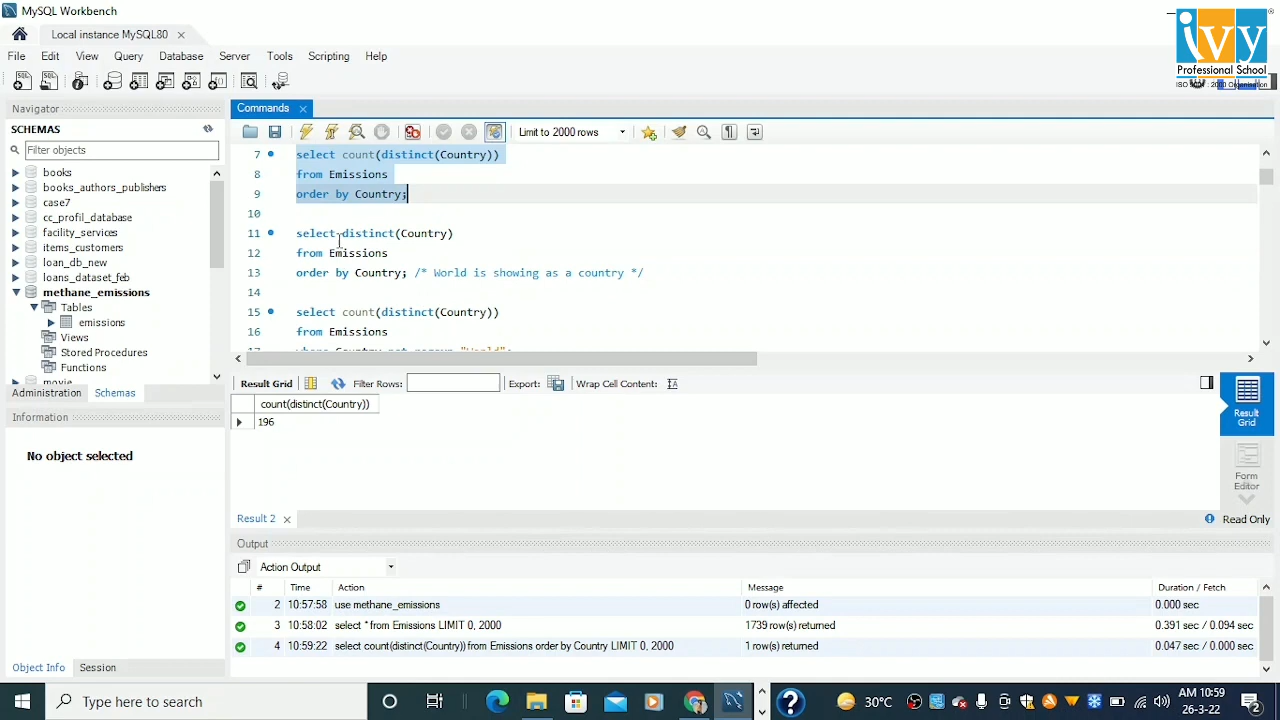 MySQL Workbench
Local instance MySQL80
File Edit View Query Database Server Tools Scripting Help
ivy
Professional School
Navigator
SCHEMAS
Filter objects
books
books_authors_publishers
case7
cc_profil_database
facility_services
items_customers
loan_db_new
loans_dataset_feb
methane_emissions
Tables
emissions
Views
Stored Procedures
Functions
movie
Administration Schemas
Information
No object selected
Object Info Session
Commands
Limit to 2000 rows
7 select count(distinct(Country))
8 from Emissions
9 order by Country;
10
11 select distinct(Country)
12 from Emissions
13 order by Country; /* World is showing as a country */
14
15 select count(distinct(Country))
16 from Emissions
17 where Country not regexp "World";
Result Grid Filter Rows: Export: Wrap Cell Content:
count(distinct(Country))
196
Result Grid
Form Editor
Result 2
Read Only
Output
Action Output
# Time Action Message Duration / Fetch
2 10:57:58 use methane_emissions 0 row(s) affected 0.000 sec
3 10:58:02 select * from Emissions LIMIT 0, 2000 1739 row(s) returned 0.391 sec / 0.094 sec
4 10:59:22 select count(distinct(Country)) from Emissions order by Country LIMIT 0, 2000 1 row(s) returned 0.047 sec / 0.000 sec
Type here to search
30°C
AM 10:59
26-3-22
2